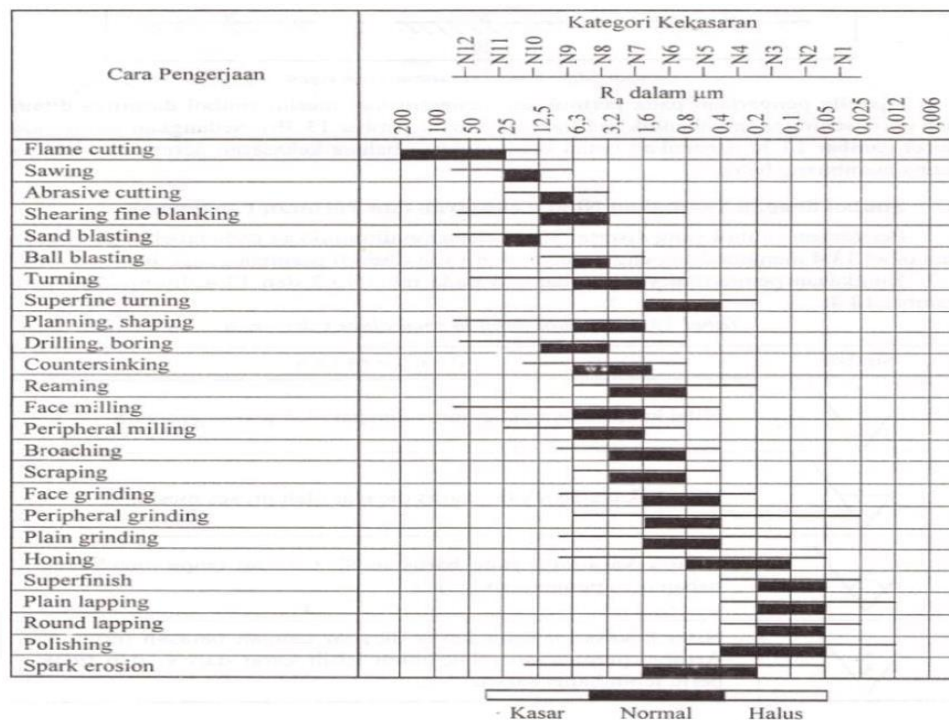 Kategori Kekasaran
N12 N11 N10 N9 N8 N7 N6 N5 N4 N3 N2 N1
Cara Pengerjaan
Ra dalam μm
200 100 50 25 12,5 6,3 3,2 1,6 0,8 0,4 0,2 0,1 0,05 0,025 0,012 0,006
Flame cutting
Sawing
Abrasive cutting
Shearing fine blanking
Sand blasting
Ball blasting
Turning
Superfine turning
Planning, shaping
Drilling, boring
Countersinking
Reaming
Face milling
Peripheral milling
Broaching
Scraping
Face grinding
Peripheral grinding
Plain grinding
Honing
Superfinish
Plain lapping
Round lapping
Polishing
Spark erosion
Kasar Normal Halus